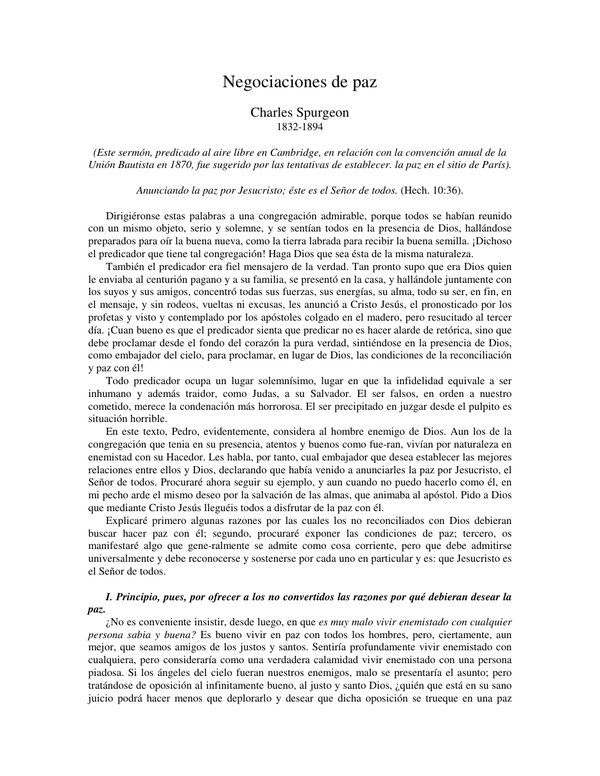 Negociaciones de paz
Charles Spurgeon
1832-1894
(Este sermón, predicado al aire libre en Cambridge, en relación con la convención anual de la
Unión Bautista en 1870, fue sugerido por las tentativas de establecer. la paz en el sitio de París).
Anunciando la paz por Jesucristo; éste es el Señor de todos. (Hech. 10:36).
Dirigiéronse estas palabras a una congregación admirable, porque todos se habían reunido
con un mismo objeto, serio y solemne, y se sentían todos en la presencia de Dios, hallándose
preparados para oír la buena nueva, como la tierra labrada para recibir la buena semilla. ¡Dichoso
el predicador que tiene tal congregación! Haga Dios que sea ésta de la misma naturaleza.
También el predicador era fiel mensajero de la verdad. Tan pronto supo que era Dios quien
le enviaba al centurión pagano y a su familia, se presentó en la casa, y hallándole juntamente con
los suyos y sus amigos, concentró todas sus fuerzas, sus energías, su alma, todo su ser, en fin, en
el mensaje, y sin rodeos, vueltas ni excusas, les anunció a Cristo Jesús, el pronosticado por los
profetas y visto y contemplado por los apóstoles colgado en el madero, pero resucitado al tercer
día. ¡Cuan bueno es que el predicador sienta que predicar no es hacer alarde de retórica, sino que
debe proclamar desde el fondo del corazón la pura verdad, sintiéndose en la presencia de Dios,
como embajador del cielo, para proclamar, en lugar de Dios, las condiciones de la reconciliación
y paz con él!
Todo predicador ocupa un lugar solemnísimo, lugar en que la infidelidad equivale a ser
inhumano y además traidor, como Judas, a su Salvador. El ser falsos, en orden a nuestro
cometido, merece la condenación más horrorosa. El ser precipitado en juzgar desde el pulpito es
situación horrible.
En este texto, Pedro, evidentemente, considera al hombre enemigo de Dios. Aun los de la
congregación que tenia en su presencia, atentos y buenos como fue-ran, vivían por naturaleza en
enemistad con su Hacedor. Les habla, por tanto, cual embajador que desea establecer las mejores
relaciones entre ellos y Dios, declarando que había venido a anunciarles la paz por Jesucristo, el
Señor de todos. Procuraré ahora seguir su ejemplo, y aun cuando no puedo hacerlo como él, en
mi pecho arde el mismo deseo por la salvación de las almas, que animaba al apóstol. Pido a Dios
que mediante Cristo Jesús lleguéis todos a disfrutar de la paz con él.
Explicaré primero algunas razones por las cuales los no reconciliados con Dios debieran
buscar hacer paz con él; segundo, procuraré exponer las condiciones de paz; tercero, os
manifestaré algo que gene-ralmente se admite como cosa corriente, pero que debe admitirse
universalmente y debe reconocerse y sostenerse por cada uno en particular y es: que Jesucristo es
el Señor de todos.
I. Principio, pues, por ofrecer a los no convertidos las razones por qué debieran desear la
paz.
¿No es conveniente insistir, desde luego, en que es muy malo vivir enemistado con cualquier
persona sabia y buena? Es bueno vivir en paz con todos los hombres, pero, ciertamente, aun
mejor, que seamos amigos de los justos y santos. Sentiría profundamente vivir enemistado con
cualquiera, pero consideraría como una verdadera calamidad vivir enemistado con una persona
piadosa. Si los ángeles del cielo fueran nuestros enemigos, malo se presentaría el asunto; pero
tratándose de oposición al infinitamente bueno, al justo y santo Dios, ¿quién que está en su sano
juicio podrá hacer menos que deplorarlo y desear que dicha oposición se trueque en una paz